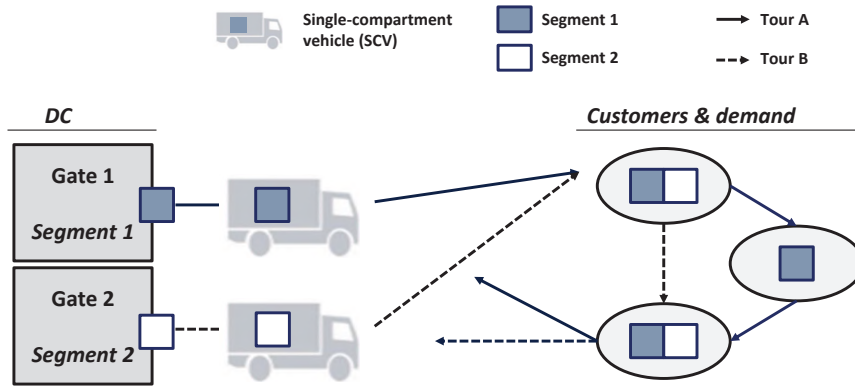 Single-compartment
vehicle (SCV)
Segment 1
Segment 2
Tour A
Tour B
DC
Customers & demand
Gate 1
Segment 1
Gate 2
Segment 2